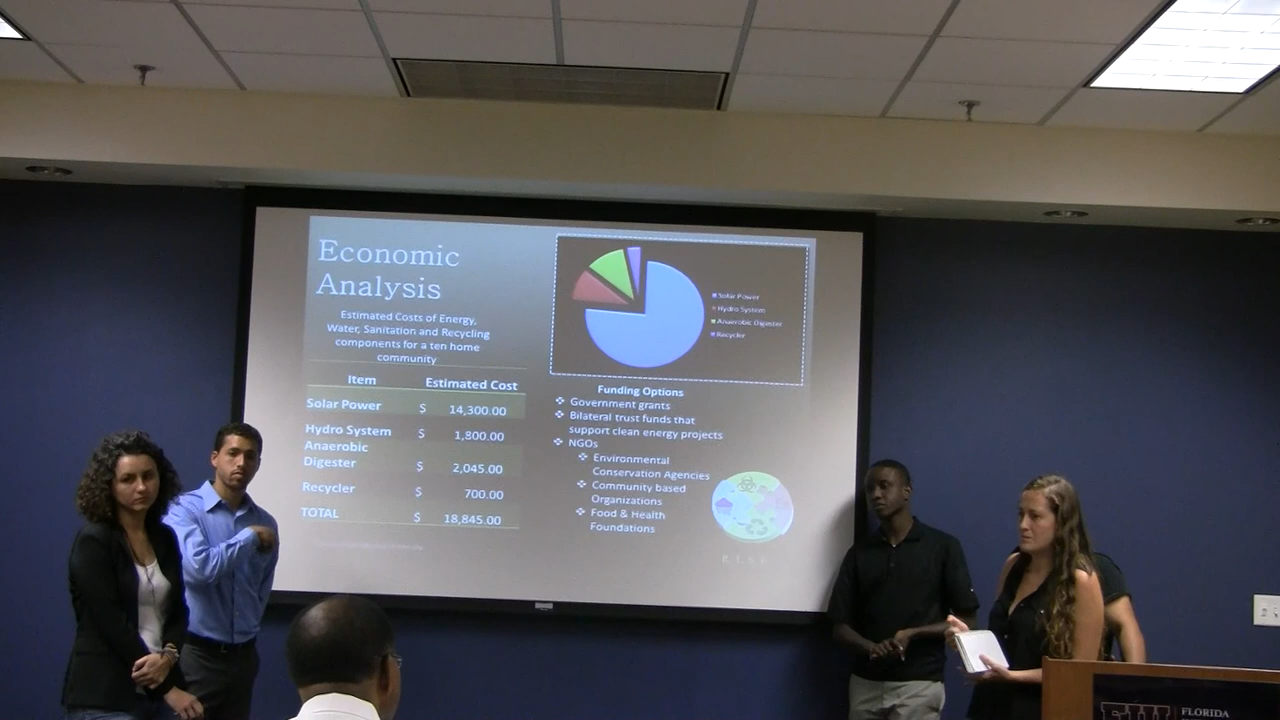 Economic
Analysis
Estimated Costs of Energy,
Water, Sanitation and Recycling
components for a ten home
community
Item Estimated Cost
Solar Power $ 14,300.00
Hydro System $ 1,800.00
Anaerobic
Digester $ 2,045.00
Recycler $ 700.00
TOTAL $ 18,845.00
Solar Power
Hydro System
Anaerobic Digester
Recycler
Funding Options
Government grants
Bilateral trust funds that
support clean energy projects
NGOs
Environmental
Conservation Agencies
Community based
Organizations
Food & Health
Foundations
R.I.S.E
FIU FLORIDA